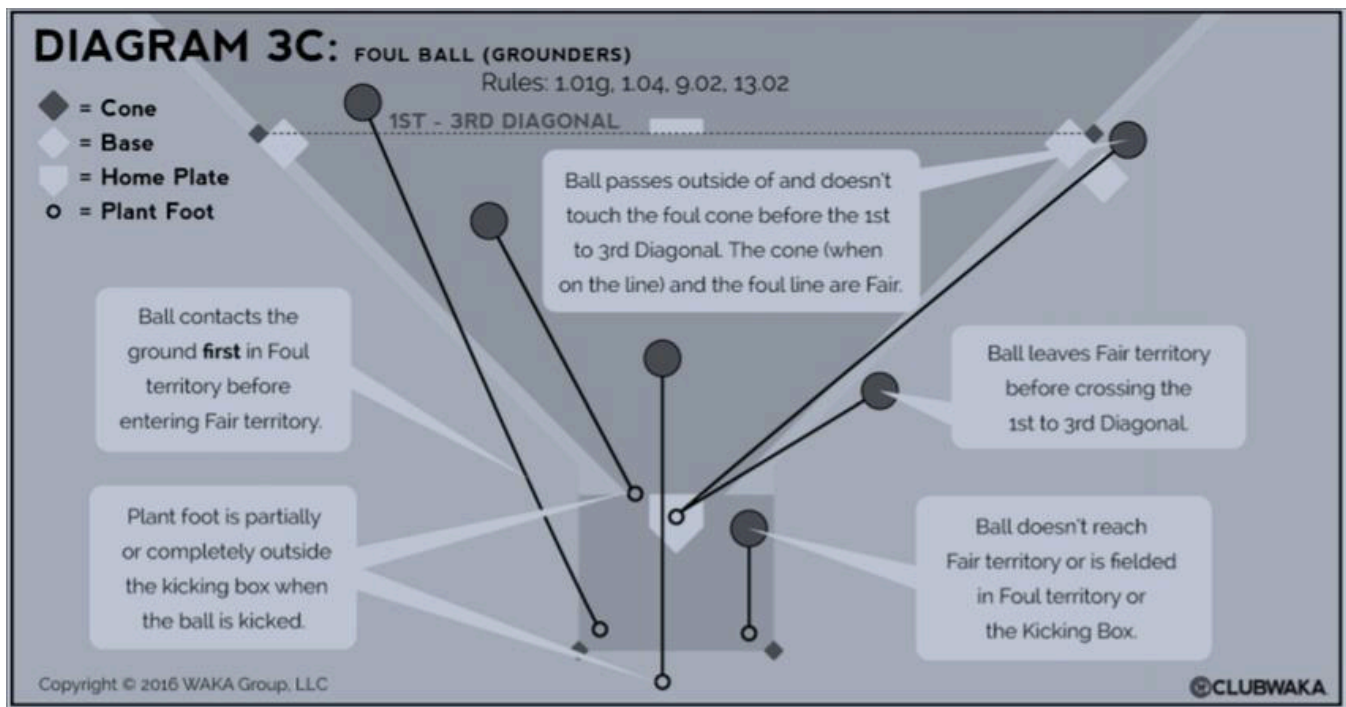 DIAGRAM 3C: FOUL BALL (GROUNDERS)
Rules: 1.01g, 1.04, 9.02, 13.02
= Cone
= Base
= Home Plate
= Plant Foot
1ST - 3RD DIAGONAL
Ball passes outside of and doesn't
touch the foul cone before the 1st
to 3rd Diagonal. The cone (when
on the line) and the foul line are Fair.
Ball contacts the
ground first in Foul
territory before
entering Fair territory.
Ball leaves Fair territory
before crossing the
1st to 3rd Diagonal.
Plant foot is partially
or completely outside
the kicking box when
the ball is kicked.
Ball doesn't reach
Fair territory or is fielded
in Foul territory or
the Kicking Box.
Copyright © 2016 WAKA Group, LLC
CLUBWAKA